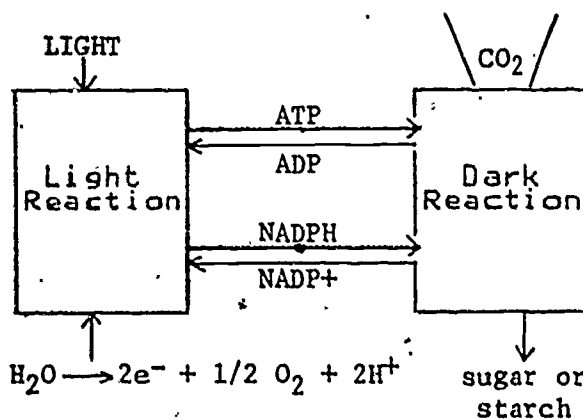 LIGHT
CO₂
ATP
ADP
Light
Reaction
Dark
Reaction
NADPH
NADP+
H₂O → 2e⁻ + 1/2 O₂ + 2H⁺
sugar or
starch